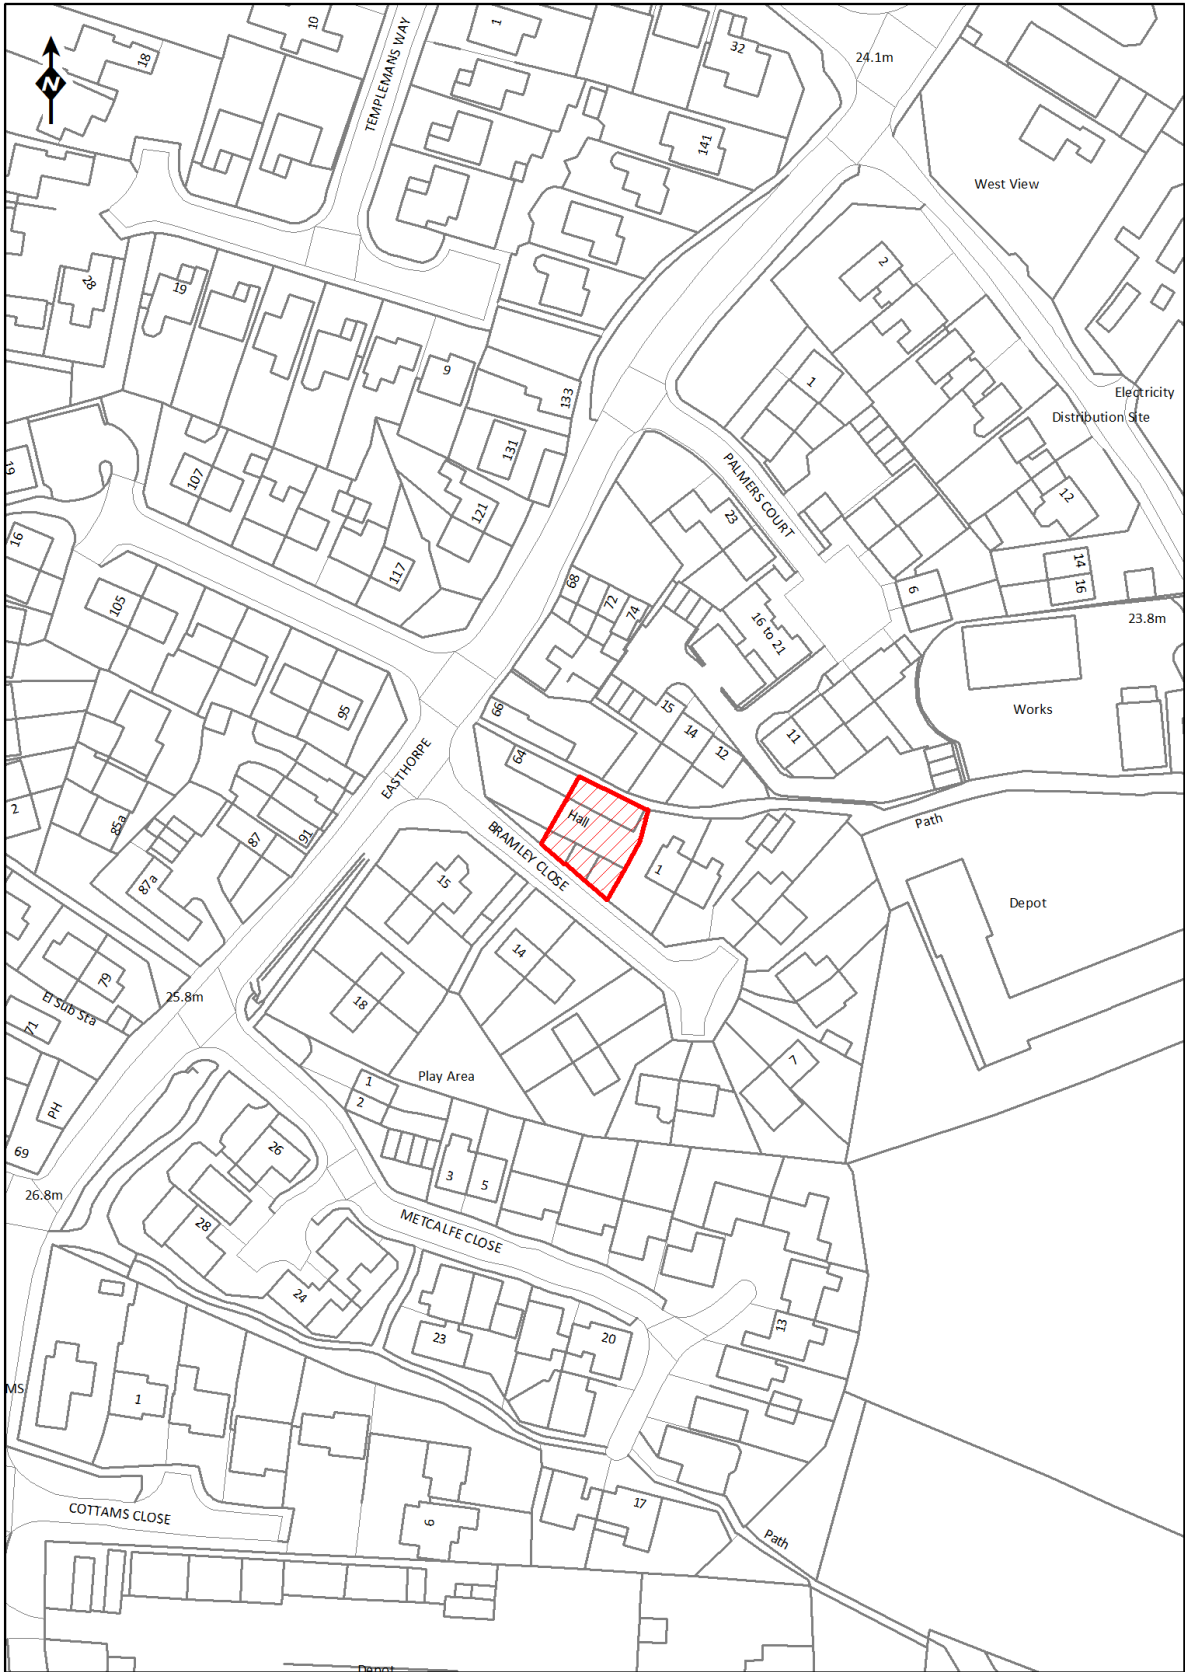 10
1
32
24.1m
18
TEMPLEMANS WAY
N
141
West View
2
28
19
9
1
133
Electricity
Distribution Site
131
19
107
PALMERS COURT
12
121
23
16
117
14
68
6
16
105
72
74
16 to 21
23.8m
66
95
15
Works
14
11
12
64
EASTHORPE
2
Hall
85a
BRAMLEY CLOSE
Path
87
91
1
15
87a
Depot
14
79
25.8m
El Sub Sta
18
71
7
Play Area
1
2
PH
69
26
3
5
26.8m
28
METCALFE CLOSE
24
13
23
20
MS
1
17
COTTAMS CLOSE
6
Path
Depot